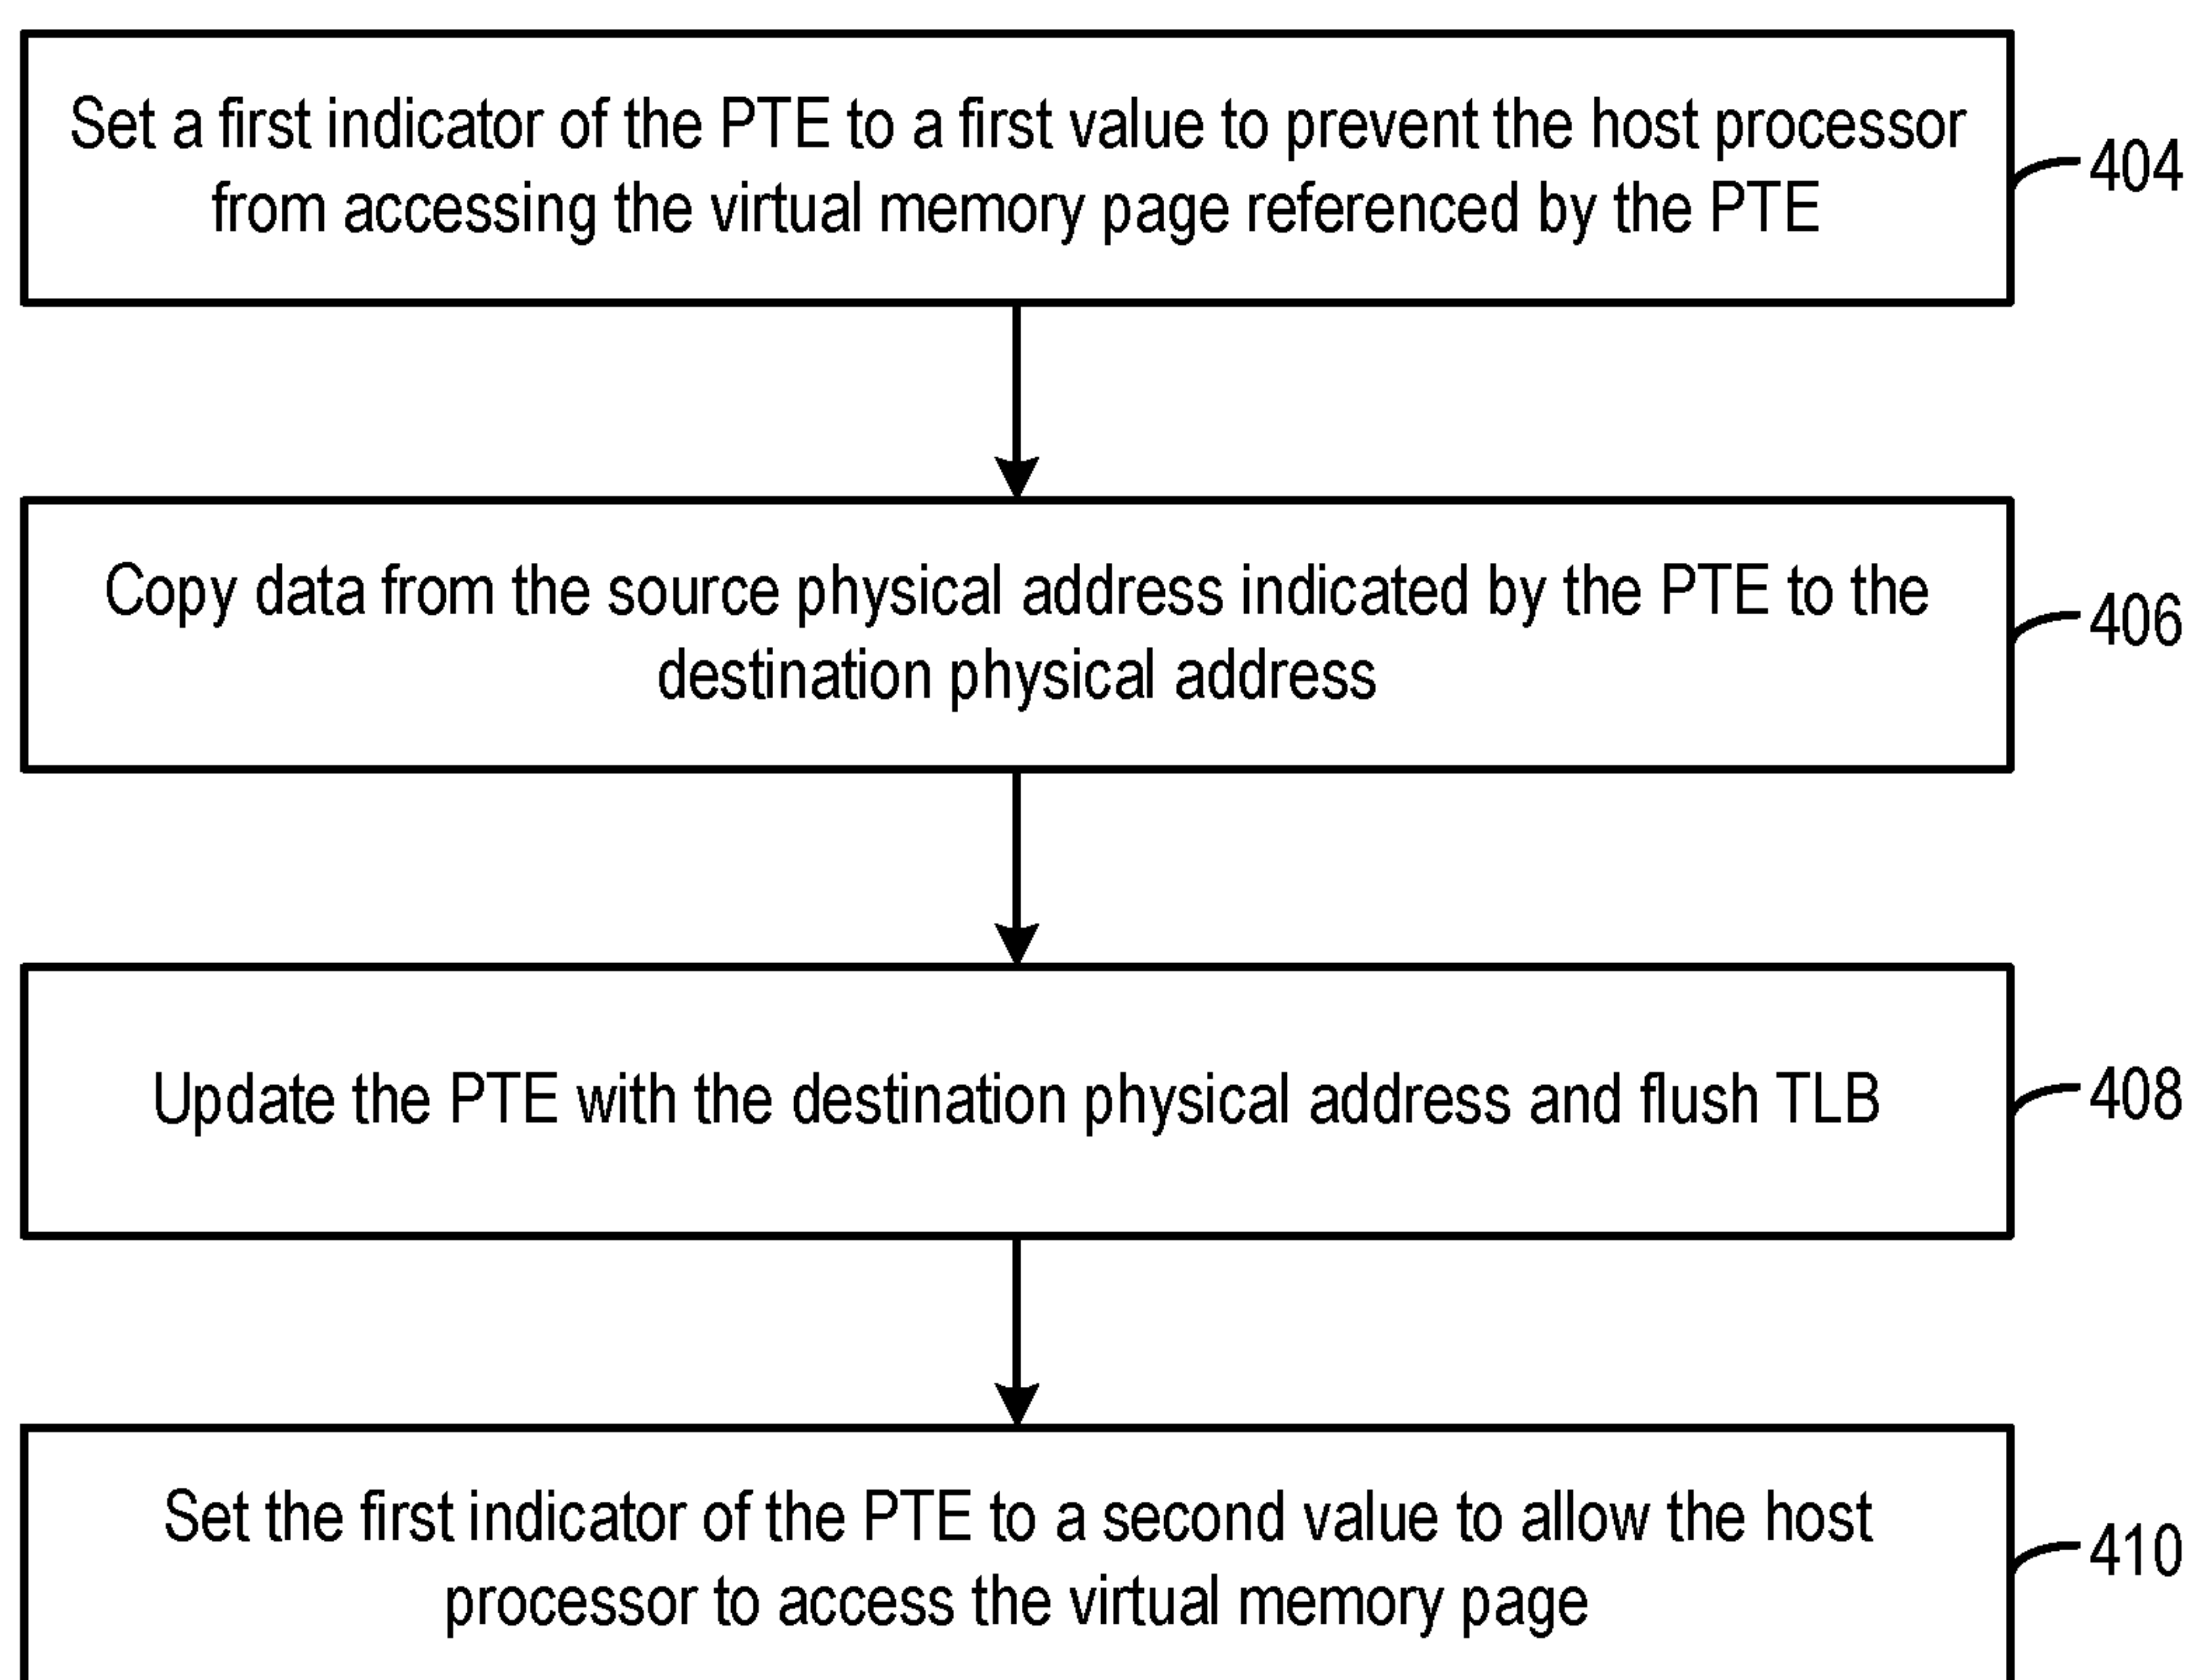 Set a first indicator of the PTE to a first value to prevent the host processor
from accessing the virtual memory page referenced by the PTE
404
Copy data from the source physical address indicated by the PTE to the
destination physical address
406
Update the PTE with the destination physical address and flush TLB
408
Set the first indicator of the PTE to a second value to allow the host
processor to access the virtual memory page
410